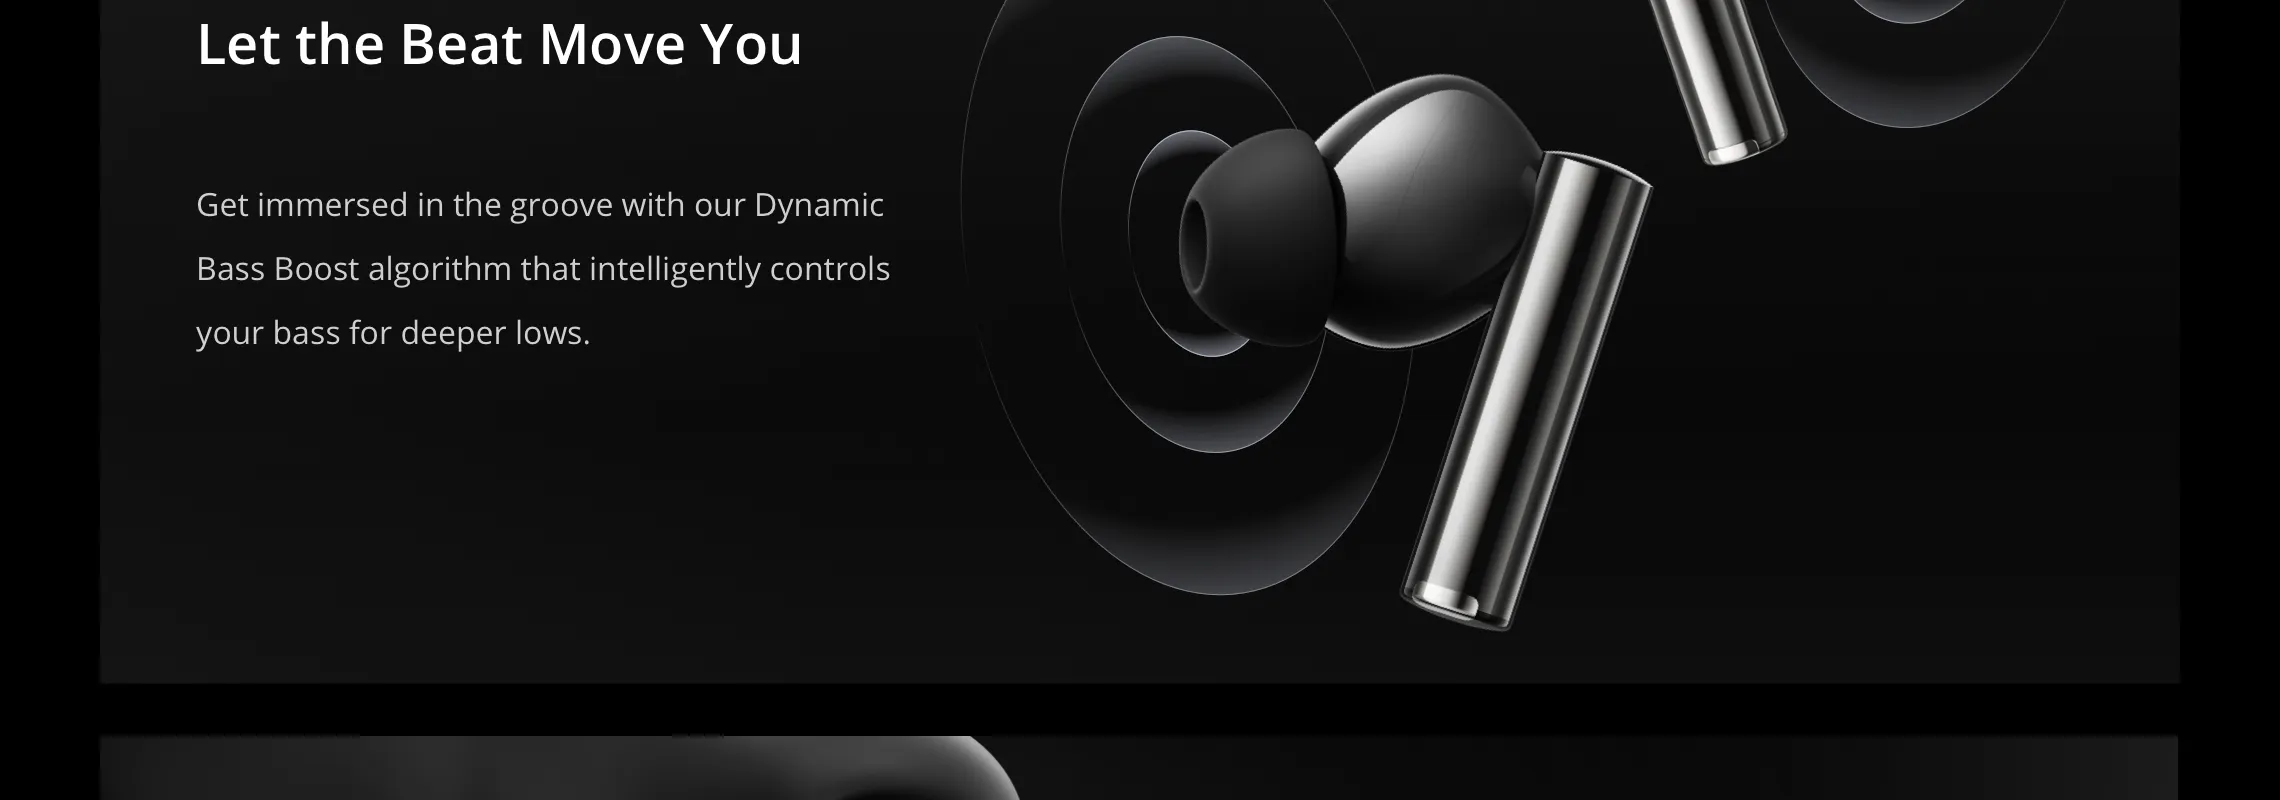 Let the Beat Move You
Get immersed in the groove with our Dynamic
Bass Boost algorithm that intelligently controls
your bass for deeper lows.